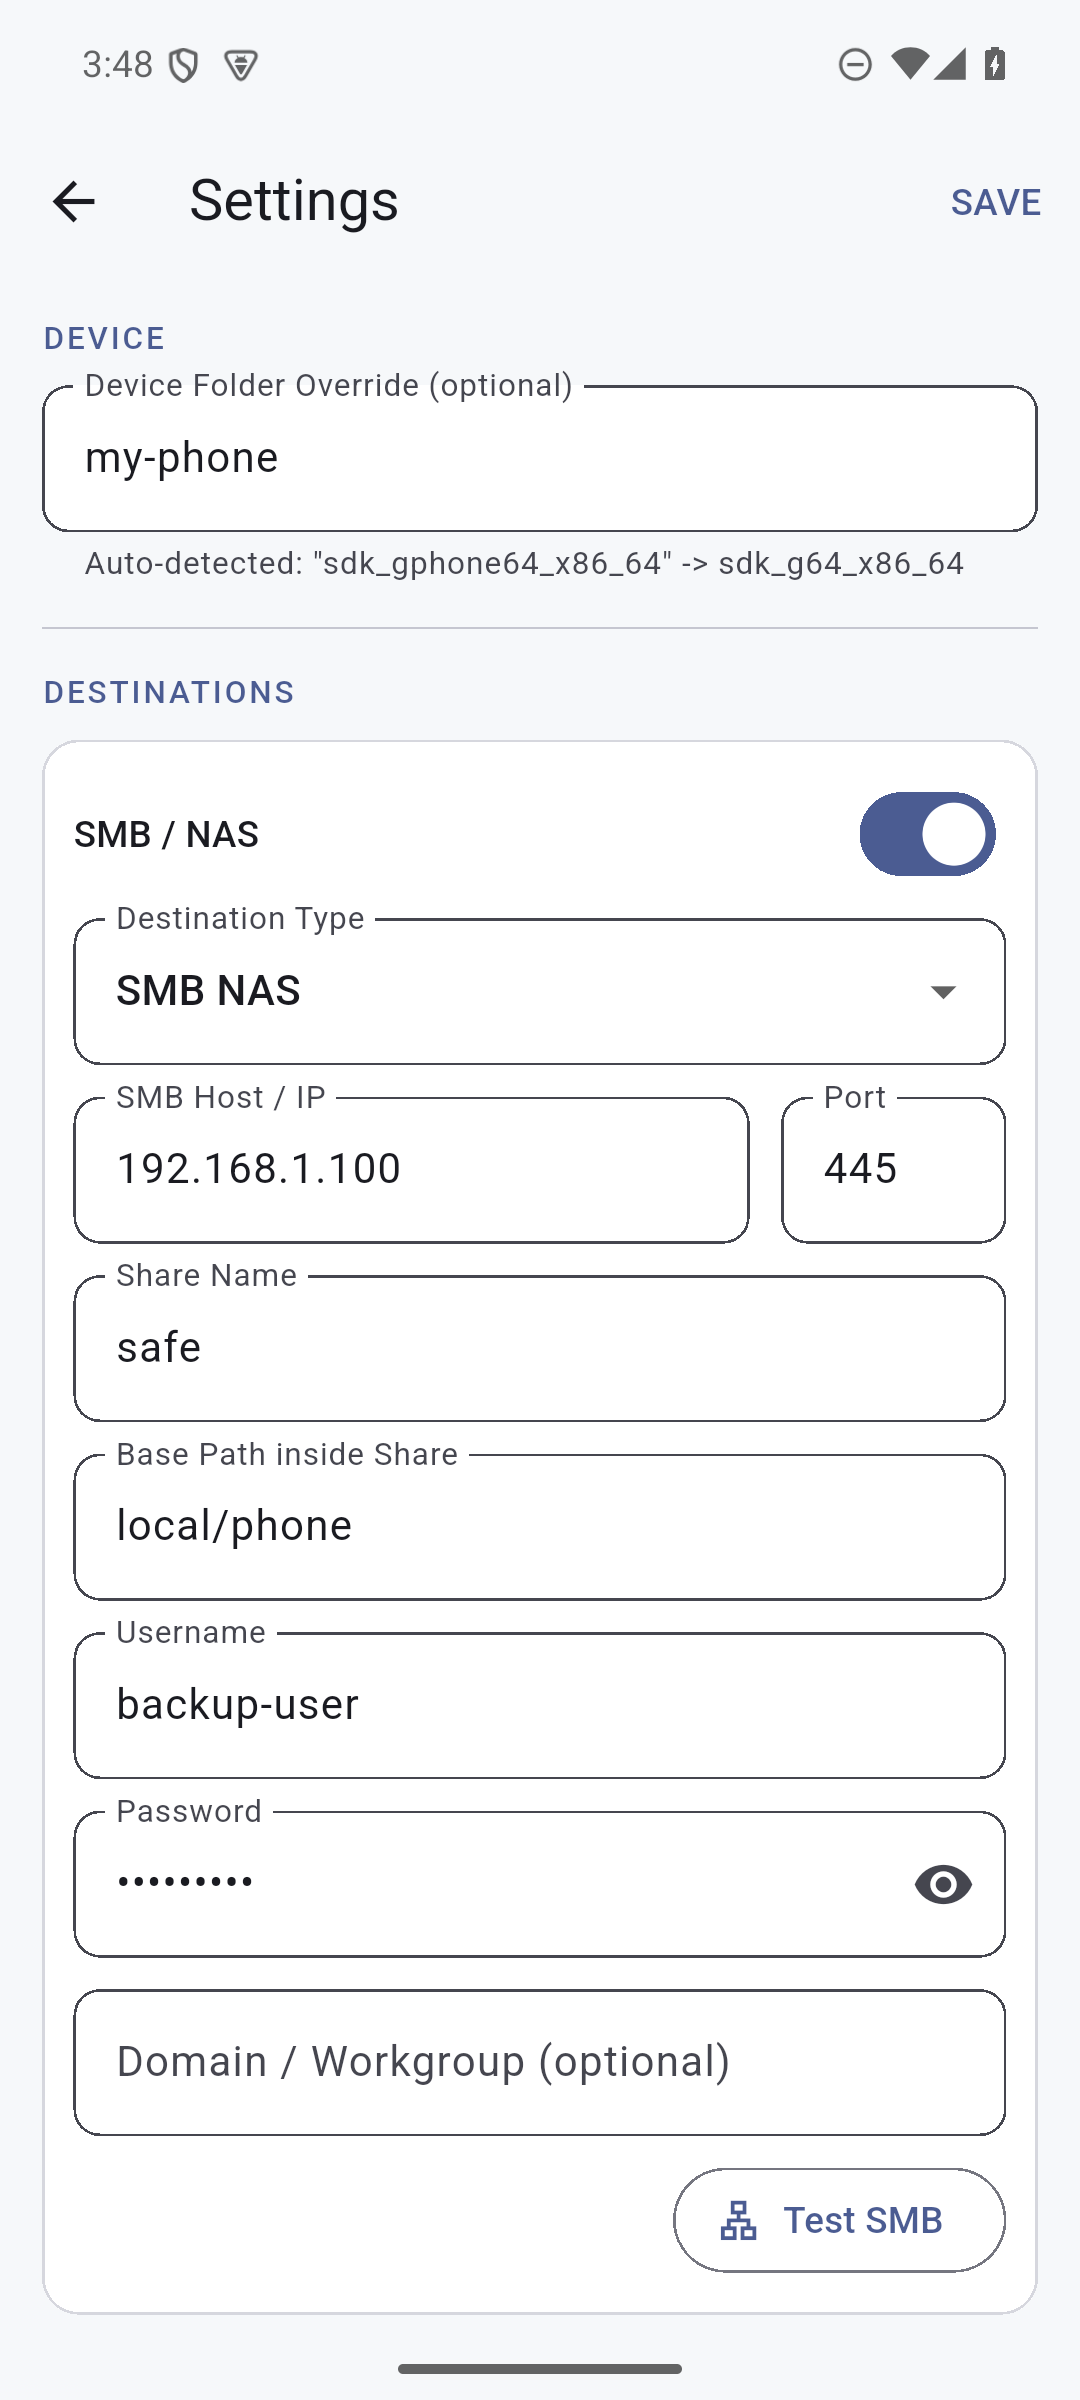 3:48
Settings
SAVE
DEVICE
Device Folder Override (optional)
my-phone
Auto-detected: "sdk_gphone64_x86_64" -> sdk_g64_x86_64
DESTINATIONS
SMB / NAS
Destination Type
SMB NAS
SMB Host / IP
192.168.1.100
Port
445
Share Name
safe
Base Path inside Share
local/phone
Username
backup-user
Password
•••••••••
Domain / Workgroup (optional)
Test SMB